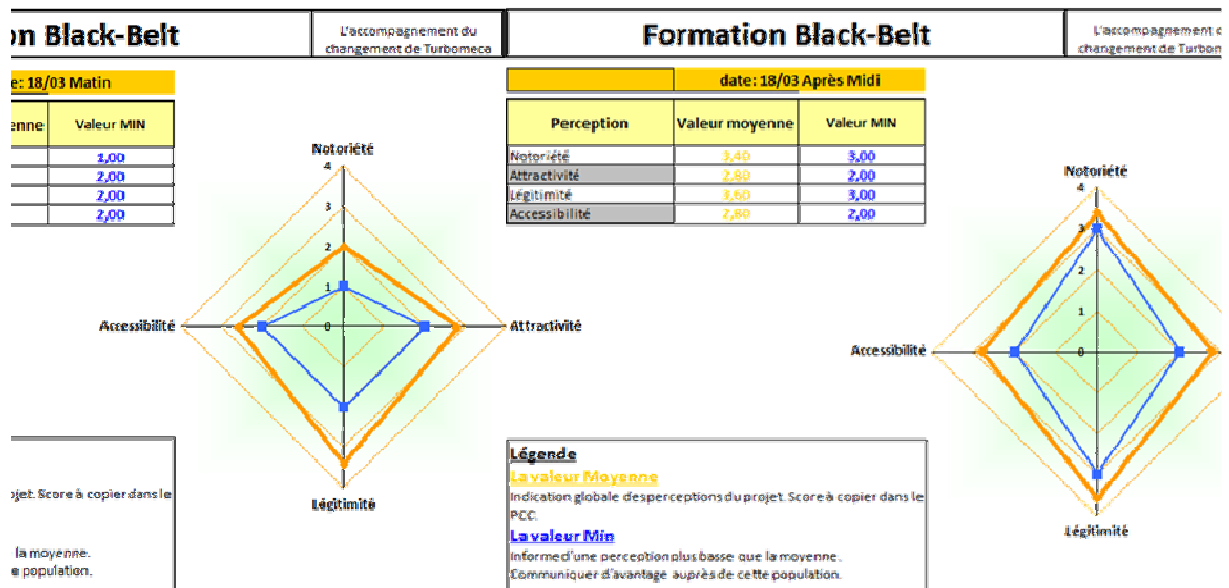 on Black-Belt
L'accompagnement du
changement de Turbomeca
e: 18/03 Matin
enne Valeur MIN
1,00
2,00
2,00
2,00
Notoriété
4
3
2
1
0
Accessibilité
Attractivité
Légitimité
ojet. Score à copier dans le
la moyenne.
e population.
Formation Black-Belt
L'accompagnement d
changement de Turbom
date: 18/03 Après Midi
Perception Valeur moyenne Valeur MIN
Notoriété 3,40 3,00
Attractivité 2,80 2,00
Légitimité 3,60 3,00
Accessibilité 2,80 2,00
Notoriété
4
3
2
1
0
Accessibilité
Légitimité
Légende
La valeur Moyenne
Indication globale des perceptions du projet. Score à copier dans le
PCC.
La valeur Min
Informe d'une perception plus basse que la moyenne.
Communiquer d'avantage auprès de cette population.